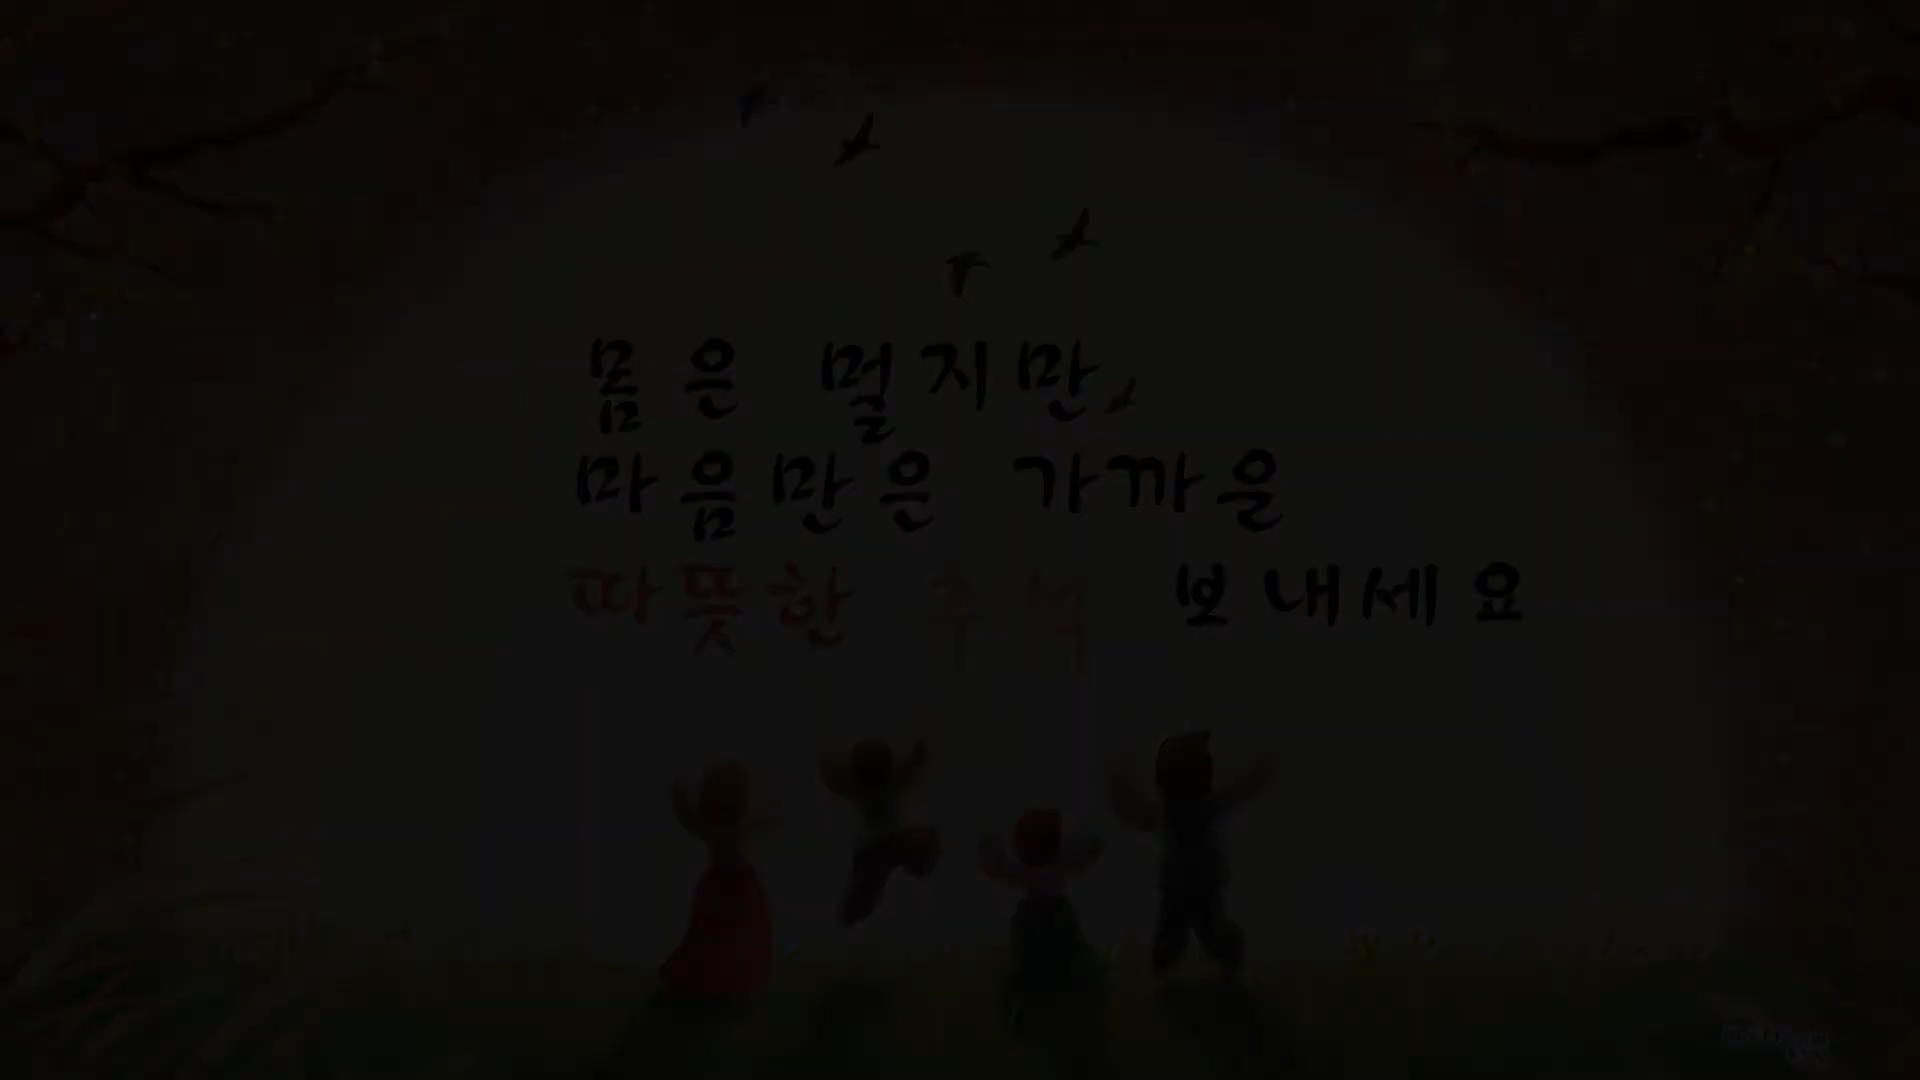 몸은 멀지만,
마음만은 가까운
따뜻한 추석 보내세요